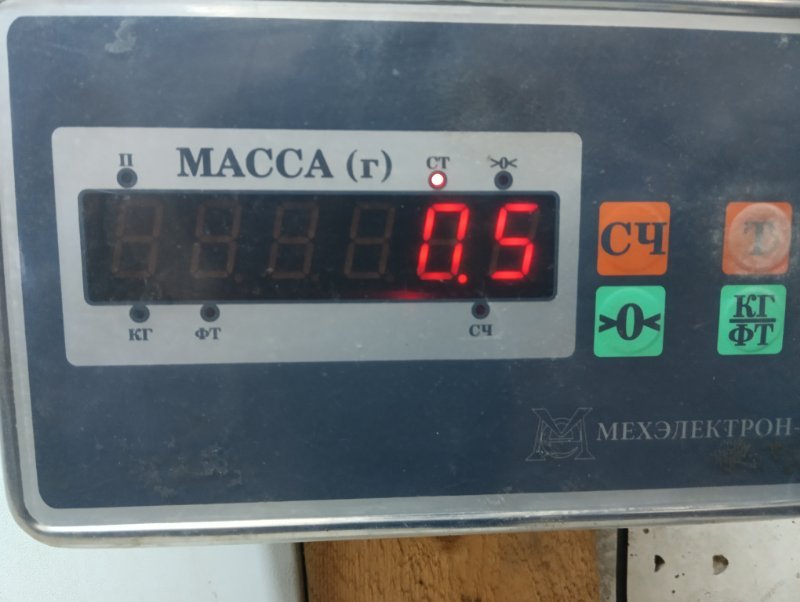 П МАССА (г) СТ >0<
0.5
КГ ФТ СЧ
СЧ Т
>0< КГ/ФТ
МЕХЭЛЕКТРОН-